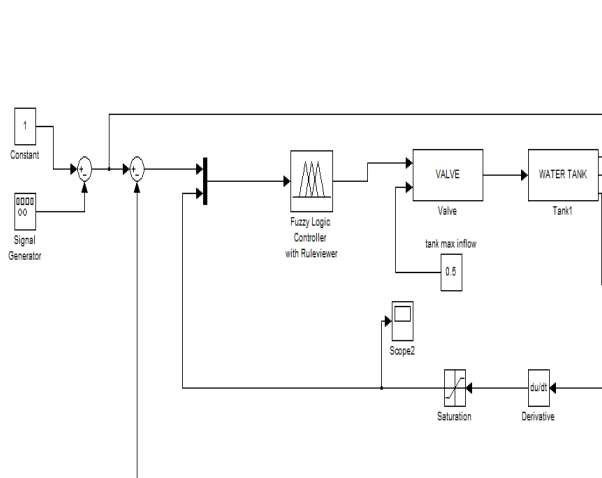 1
Constant
Signal
Generator
Fuzzy Logic
Controller
with Ruleviewer
VALVE
Valve
WATER TANK
Tank1
tank max inflow
0.5
Scope2
Saturation
du/dt
Derivative